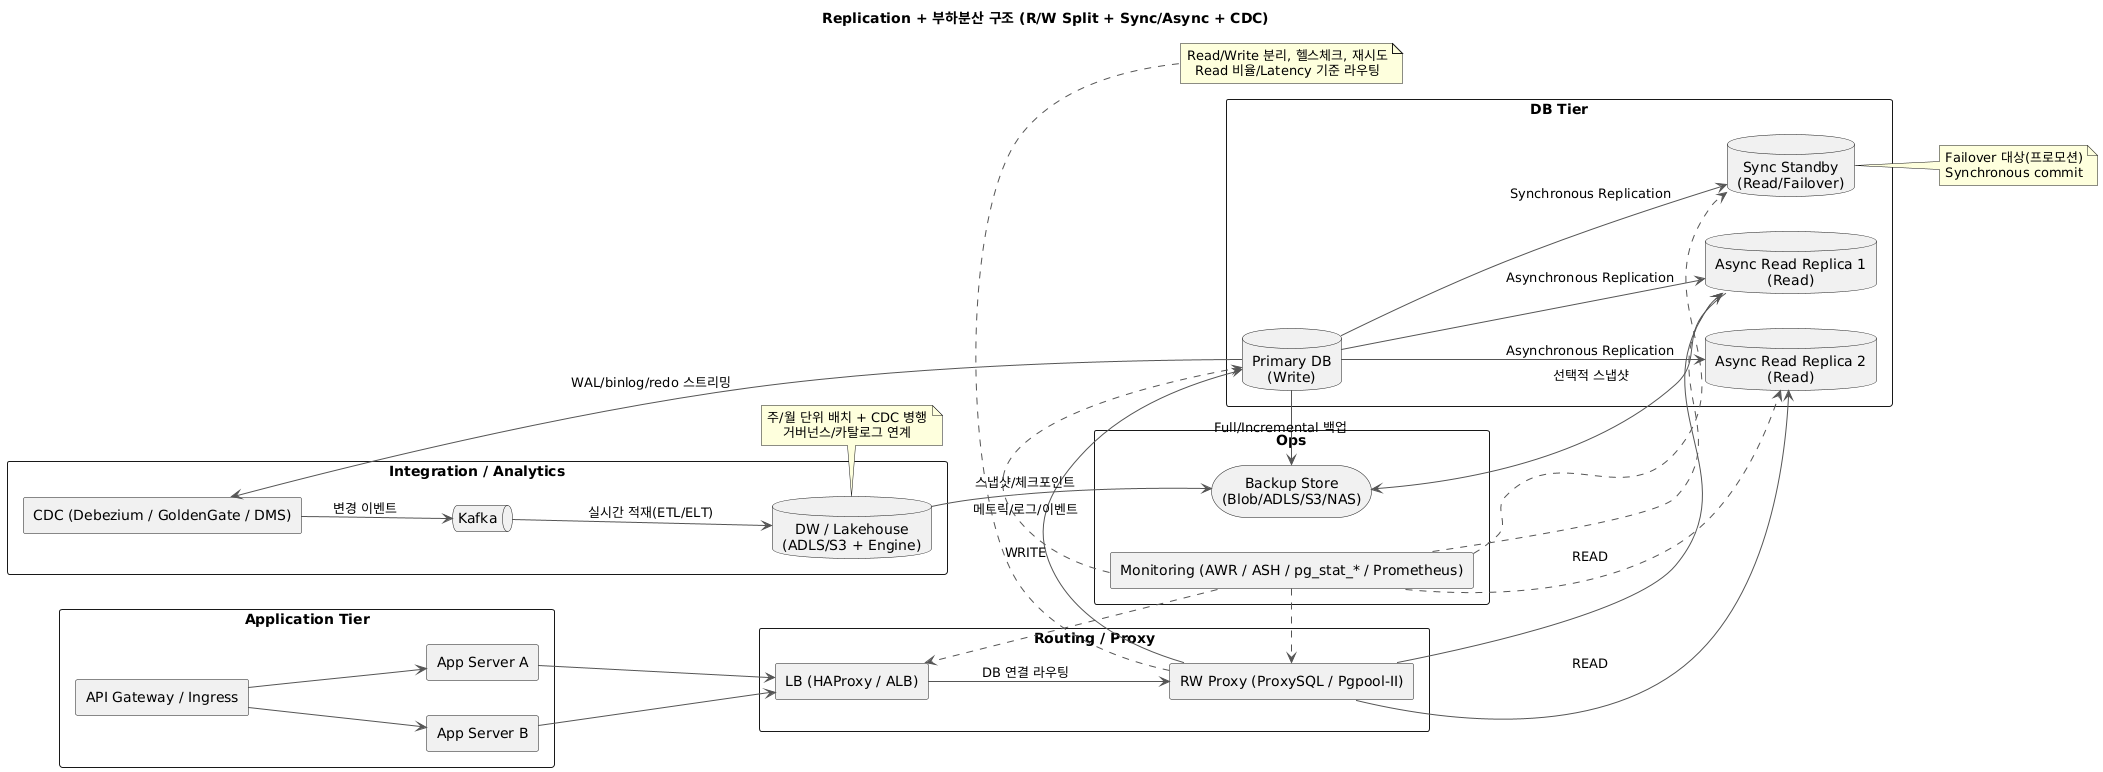 Replication + 부하분산 구조 (R/W Split + Sync/Async + CDC)
Read/Write 분리, 헬스체크, 재시도
Read 비율/Latency 기준 라우팅
DB Tier
Sync Standby
(Read/Failover)
Failover 대상(프로모션)
Synchronous commit
Synchronous Replication
Async Read Replica 1
(Read)
Asynchronous Replication
Primary DB
(Write)
Asynchronous Replication
Async Read Replica 2
(Read)
선택적 스냅샷
WAL/binlog/redo 스트리밍
주/월 단위 배치 + CDC 병행
거버넌스/카탈로그 연계
Full/Incremental 백업
Ops
Integration / Analytics
Backup Store
(Blob/ADLS/S3/NAS)
스냅샷/체크포인트
CDC (Debezium / GoldenGate / DMS)
변경 이벤트
Kafka
실시간 적재(ETL/ELT)
DW / Lakehouse
(ADLS/S3 + Engine)
메트릭/로그/이벤트
WRITE
READ
Monitoring (AWR / ASH / pg_stat_* / Prometheus)
Application Tier
Routing / Proxy
App Server A
API Gateway / Ingress
App Server B
LB (HAProxy / ALB)
DB 연결 라우팅
RW Proxy (ProxySQL / Pgpool-II)
READ